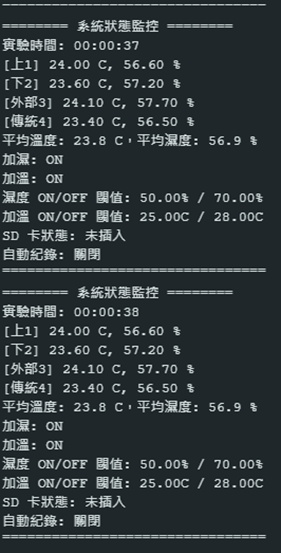 ================================
======== 系統狀態監控 ========
實驗時間: 00:00:37
[上1] 24.00 C, 56.60 %
[下2] 23.60 C, 57.20 %
[外部3] 24.10 C, 57.70 %
[傳統4] 23.40 C, 56.50 %
平均溫度: 23.8 C，平均濕度: 56.9 %
加濕: ON
加溫: ON
濕度 ON/OFF 閾值: 50.00% / 70.00%
加溫 ON/OFF 閾值: 25.00C / 28.00C
SD 卡狀態: 未插入
自動紀錄: 關閉
================================
======== 系統狀態監控 ========
實驗時間: 00:00:38
[上1] 24.00 C, 56.60 %
[下2] 23.60 C, 57.20 %
[外部3] 24.10 C, 57.70 %
[傳統4] 23.40 C, 56.50 %
平均溫度: 23.8 C，平均濕度: 56.9 %
加濕: ON
加溫: ON
濕度 ON/OFF 閾值: 50.00% / 70.00%
加溫 ON/OFF 閾值: 25.00C / 28.00C
SD 卡狀態: 未插入
自動紀錄: 關閉
================================